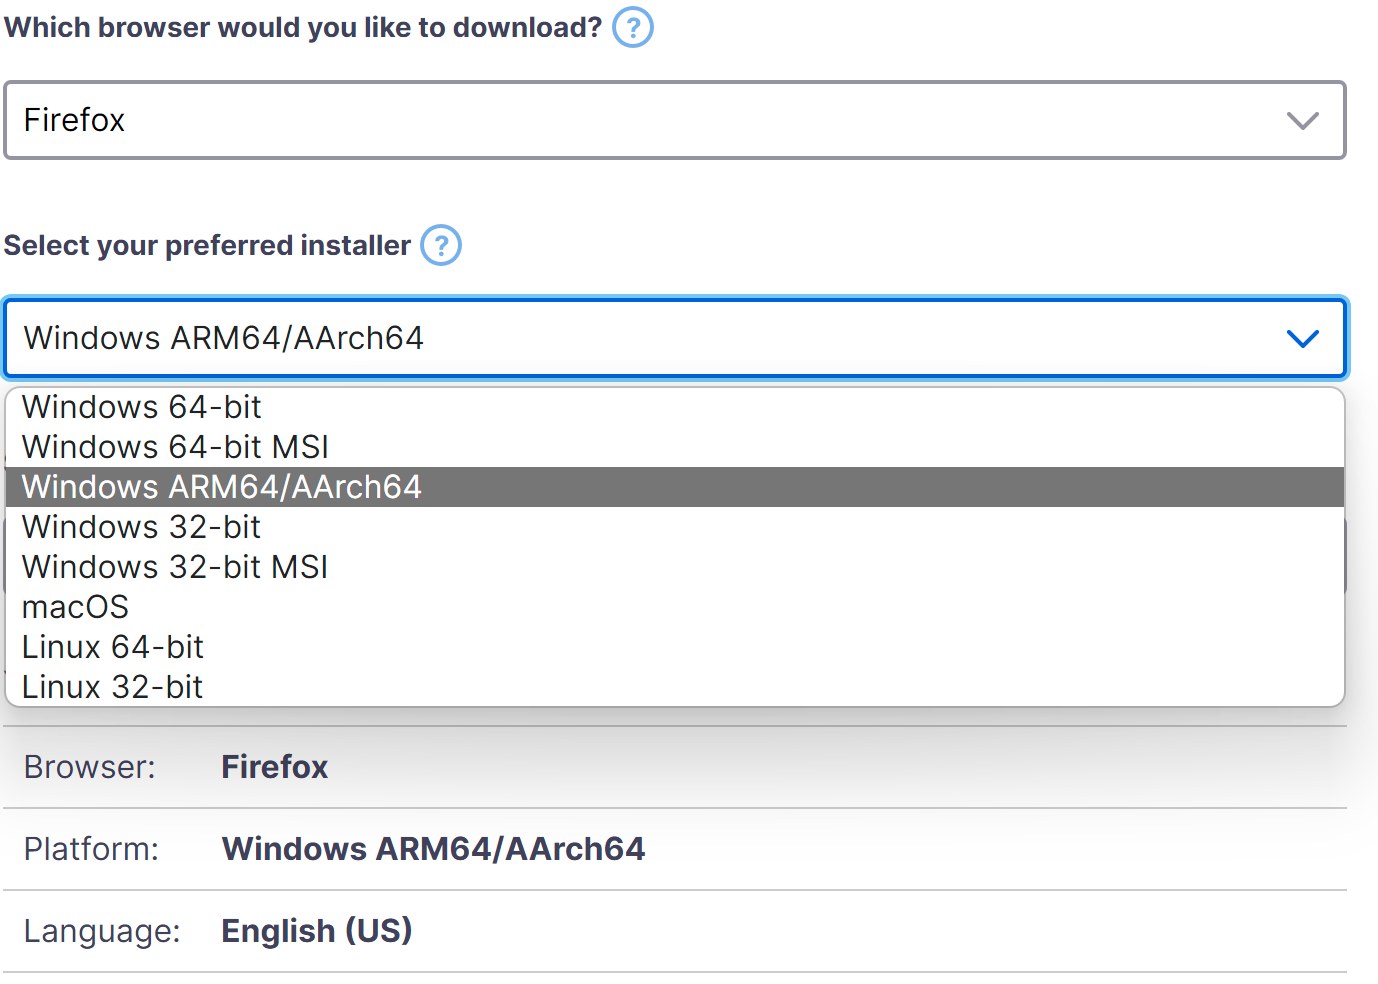 Which browser would you like to download? ?
Firefox
Select your preferred installer ?
Windows ARM64/AArch64
Windows 64-bit
Windows 64-bit MSI
Windows ARM64/AArch64
Windows 32-bit
Windows 32-bit MSI
macOS
Linux 64-bit
Linux 32-bit
Browser: Firefox
Platform: Windows ARM64/AArch64
Language: English (US)